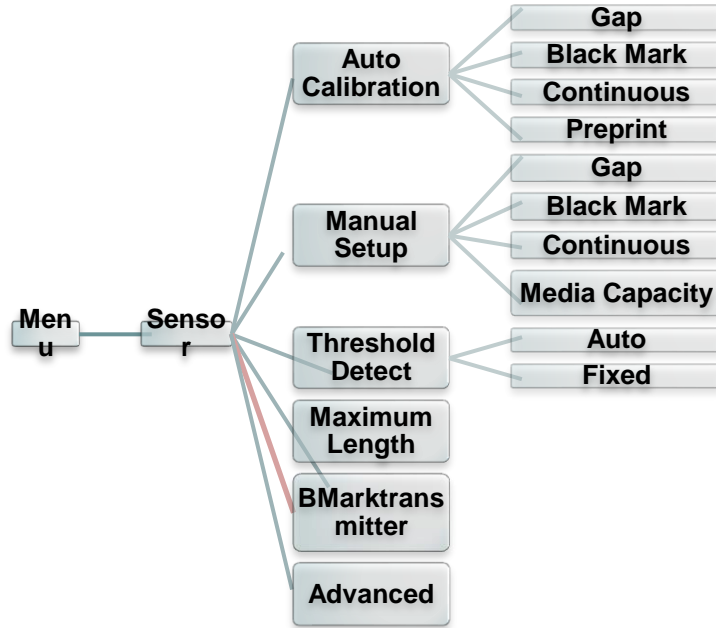 Men
u
Senso
r
Auto
Calibration
Gap
Black Mark
Continuous
Preprint
Manual
Setup
Gap
Black Mark
Continuous
Media Capacity
Threshold
Detect
Auto
Fixed
Maximum
Length
BMarktrans
mitter
Advanced